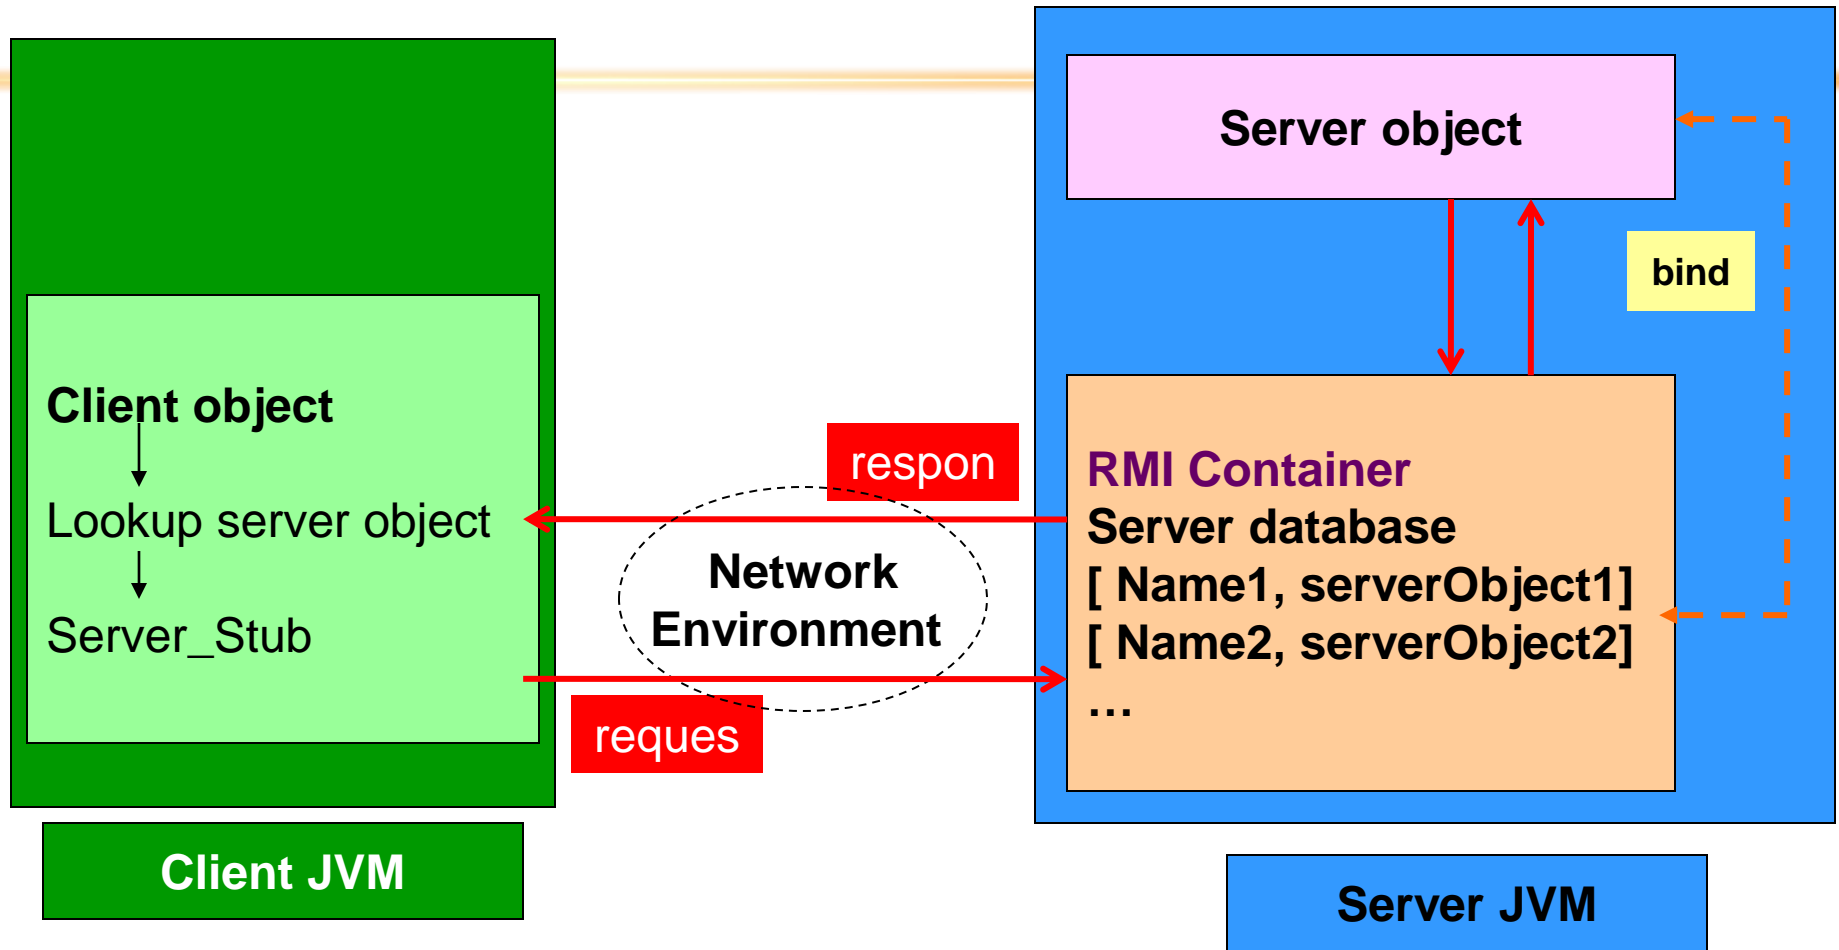 Client object
Lookup server object
Server_Stub
Client JVM
respon
Network
Environment
reques
Server object
bind
RMI Container
Server database
[ Name1, serverObject1]
[ Name2, serverObject2]
…
Server JVM